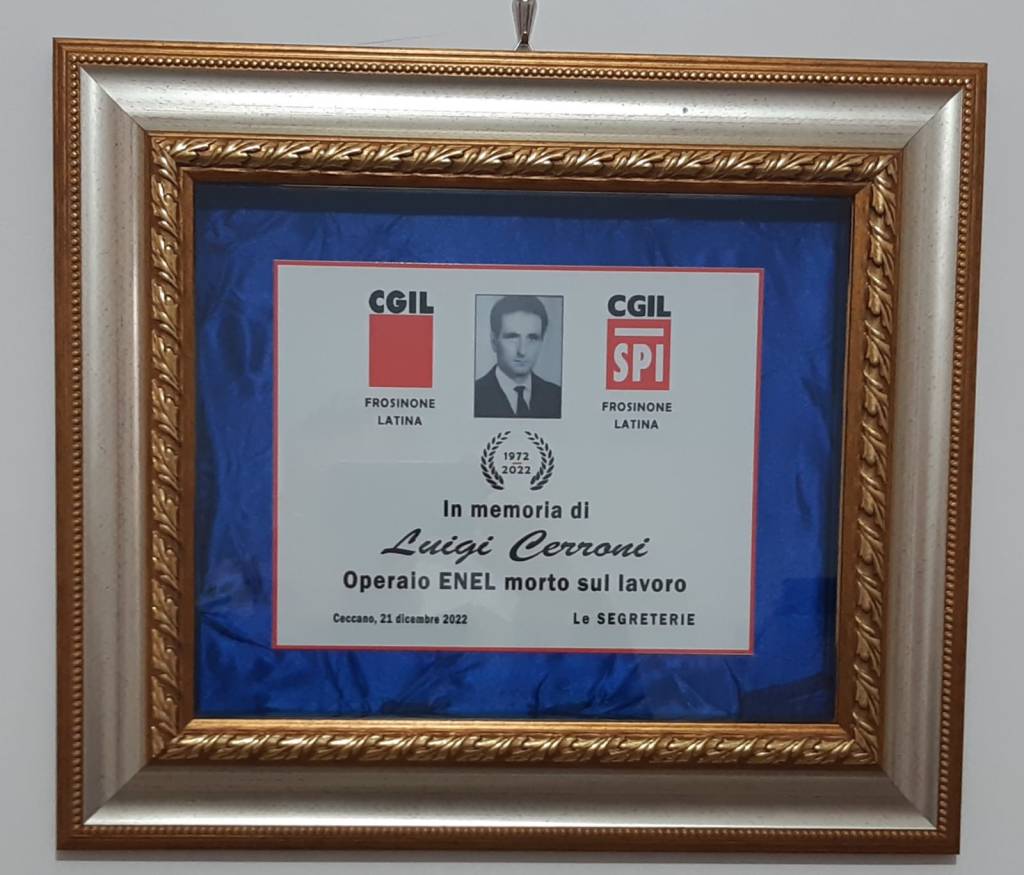 CGIL
FROSINONE
LATINA
CGIL
SPI
FROSINONE
LATINA
1972
2022
In memoria di
Luigi Cerroni
Operaio ENEL morto sul lavoro
Ceccano, 21 dicembre 2022
Le SEGRETERIE